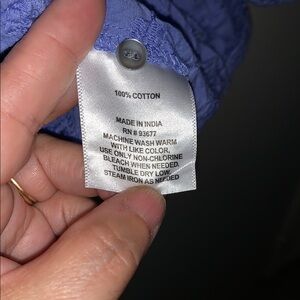 100% COTTON
MADE IN INDIA
RN # 93677
MACHINE WASH WARM
WITH LIKE COLOR,
USE ONLY NON-CHLORINE
BLEACH WHEN NEEDED,
TUMBLE DRY LOW,
STEAM IRON AS NEEDED